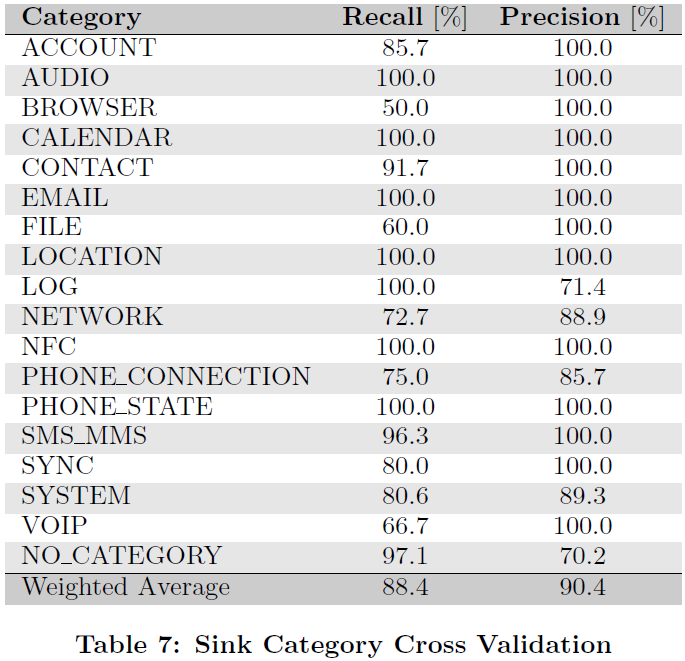 Category Recall [%] Precision [%]
ACCOUNT 85.7 100.0
AUDIO 100.0 100.0
BROWSER 50.0 100.0
CALENDAR 100.0 100.0
CONTACT 91.7 100.0
EMAIL 100.0 100.0
FILE 60.0 100.0
LOCATION 100.0 100.0
LOG 100.0 71.4
NETWORK 72.7 88.9
NFC 100.0 100.0
PHONE_CONNECTION 75.0 85.7
PHONE_STATE 100.0 100.0
SMS_MMS 96.3 100.0
SYNC 80.0 100.0
SYSTEM 80.6 89.3
VOIP 66.7 100.0
NO_CATEGORY 97.1 70.2
Weighted Average 88.4 90.4
Table 7: Sink Category Cross Validation